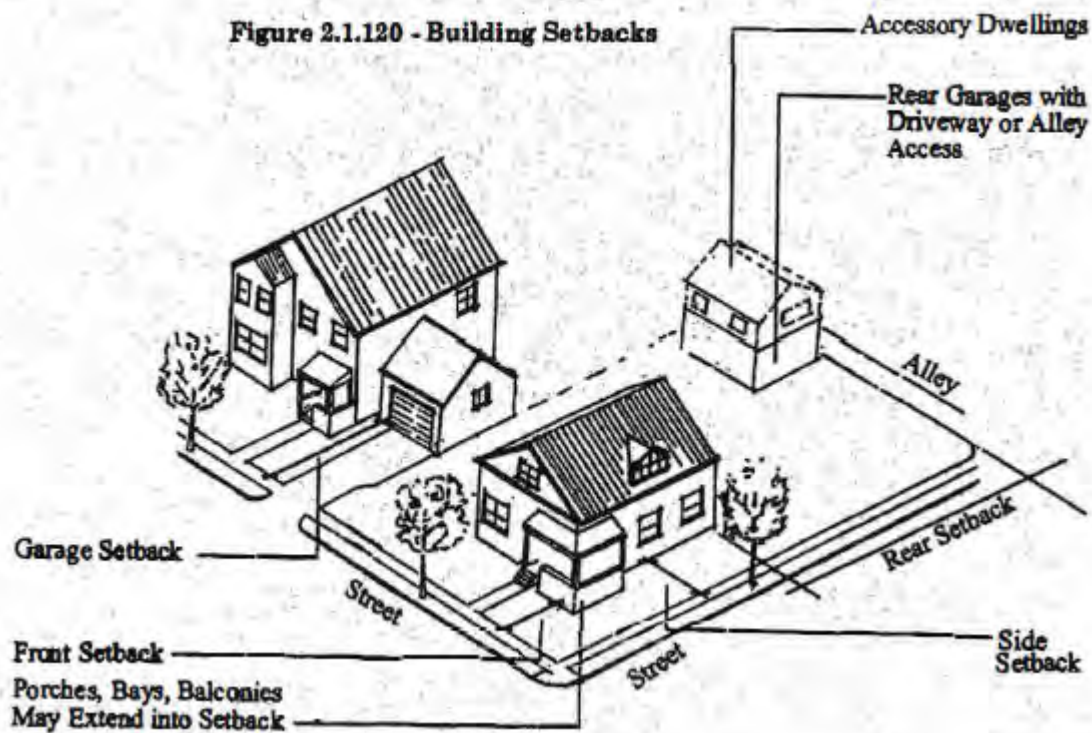 Figure 2.1.120 - Building Setbacks
Accessory Dwellings
Rear Garages with
Driveway or Alley
Access
Alley
Rear Setback
Garage Setback
Street
Street
Side
Setback
Front Setback
Porches, Bays, Balconies
May Extend into Setback